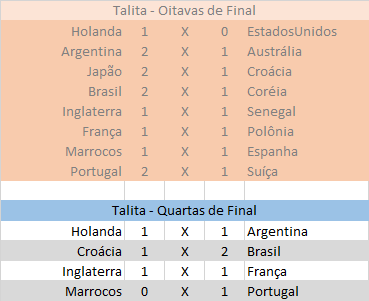 Talita - Oitavas de Final
Holanda 1 X 0 EstadosUnidos
Argentina 2 X 1 Austrália
Japão 2 X 1 Croácia
Brasil 2 X 1 Coréia
Inglaterra 1 X 1 Senegal
França 1 X 1 Polônia
Marrocos 1 X 1 Espanha
Portugal 2 X 1 Suíça
Talita - Quartas de Final
Holanda 1 X 1 Argentina
Croácia 1 X 2 Brasil
Inglaterra 1 X 1 França
Marrocos 0 X 1 Portugal